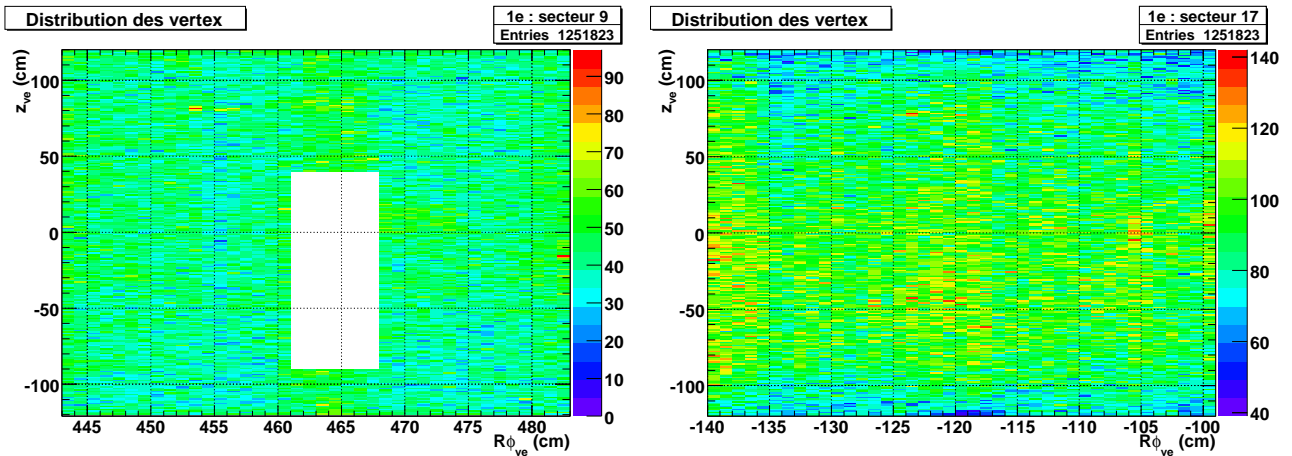 Distribution des vertex
1e : secteur 9
Entries 1251823
z_ve (cm)
100
50
0
-50
-100
445 450 455 460 465 470 475 480
Rϕ_ve (cm)
90
80
70
60
50
40
30
20
10
0
Distribution des vertex
1e : secteur 17
Entries 1251823
z_ve (cm)
100
50
0
-50
-100
-140 -135 -130 -125 -120 -115 -110 -105 -100
Rϕ_ve (cm)
140
120
100
80
60
40